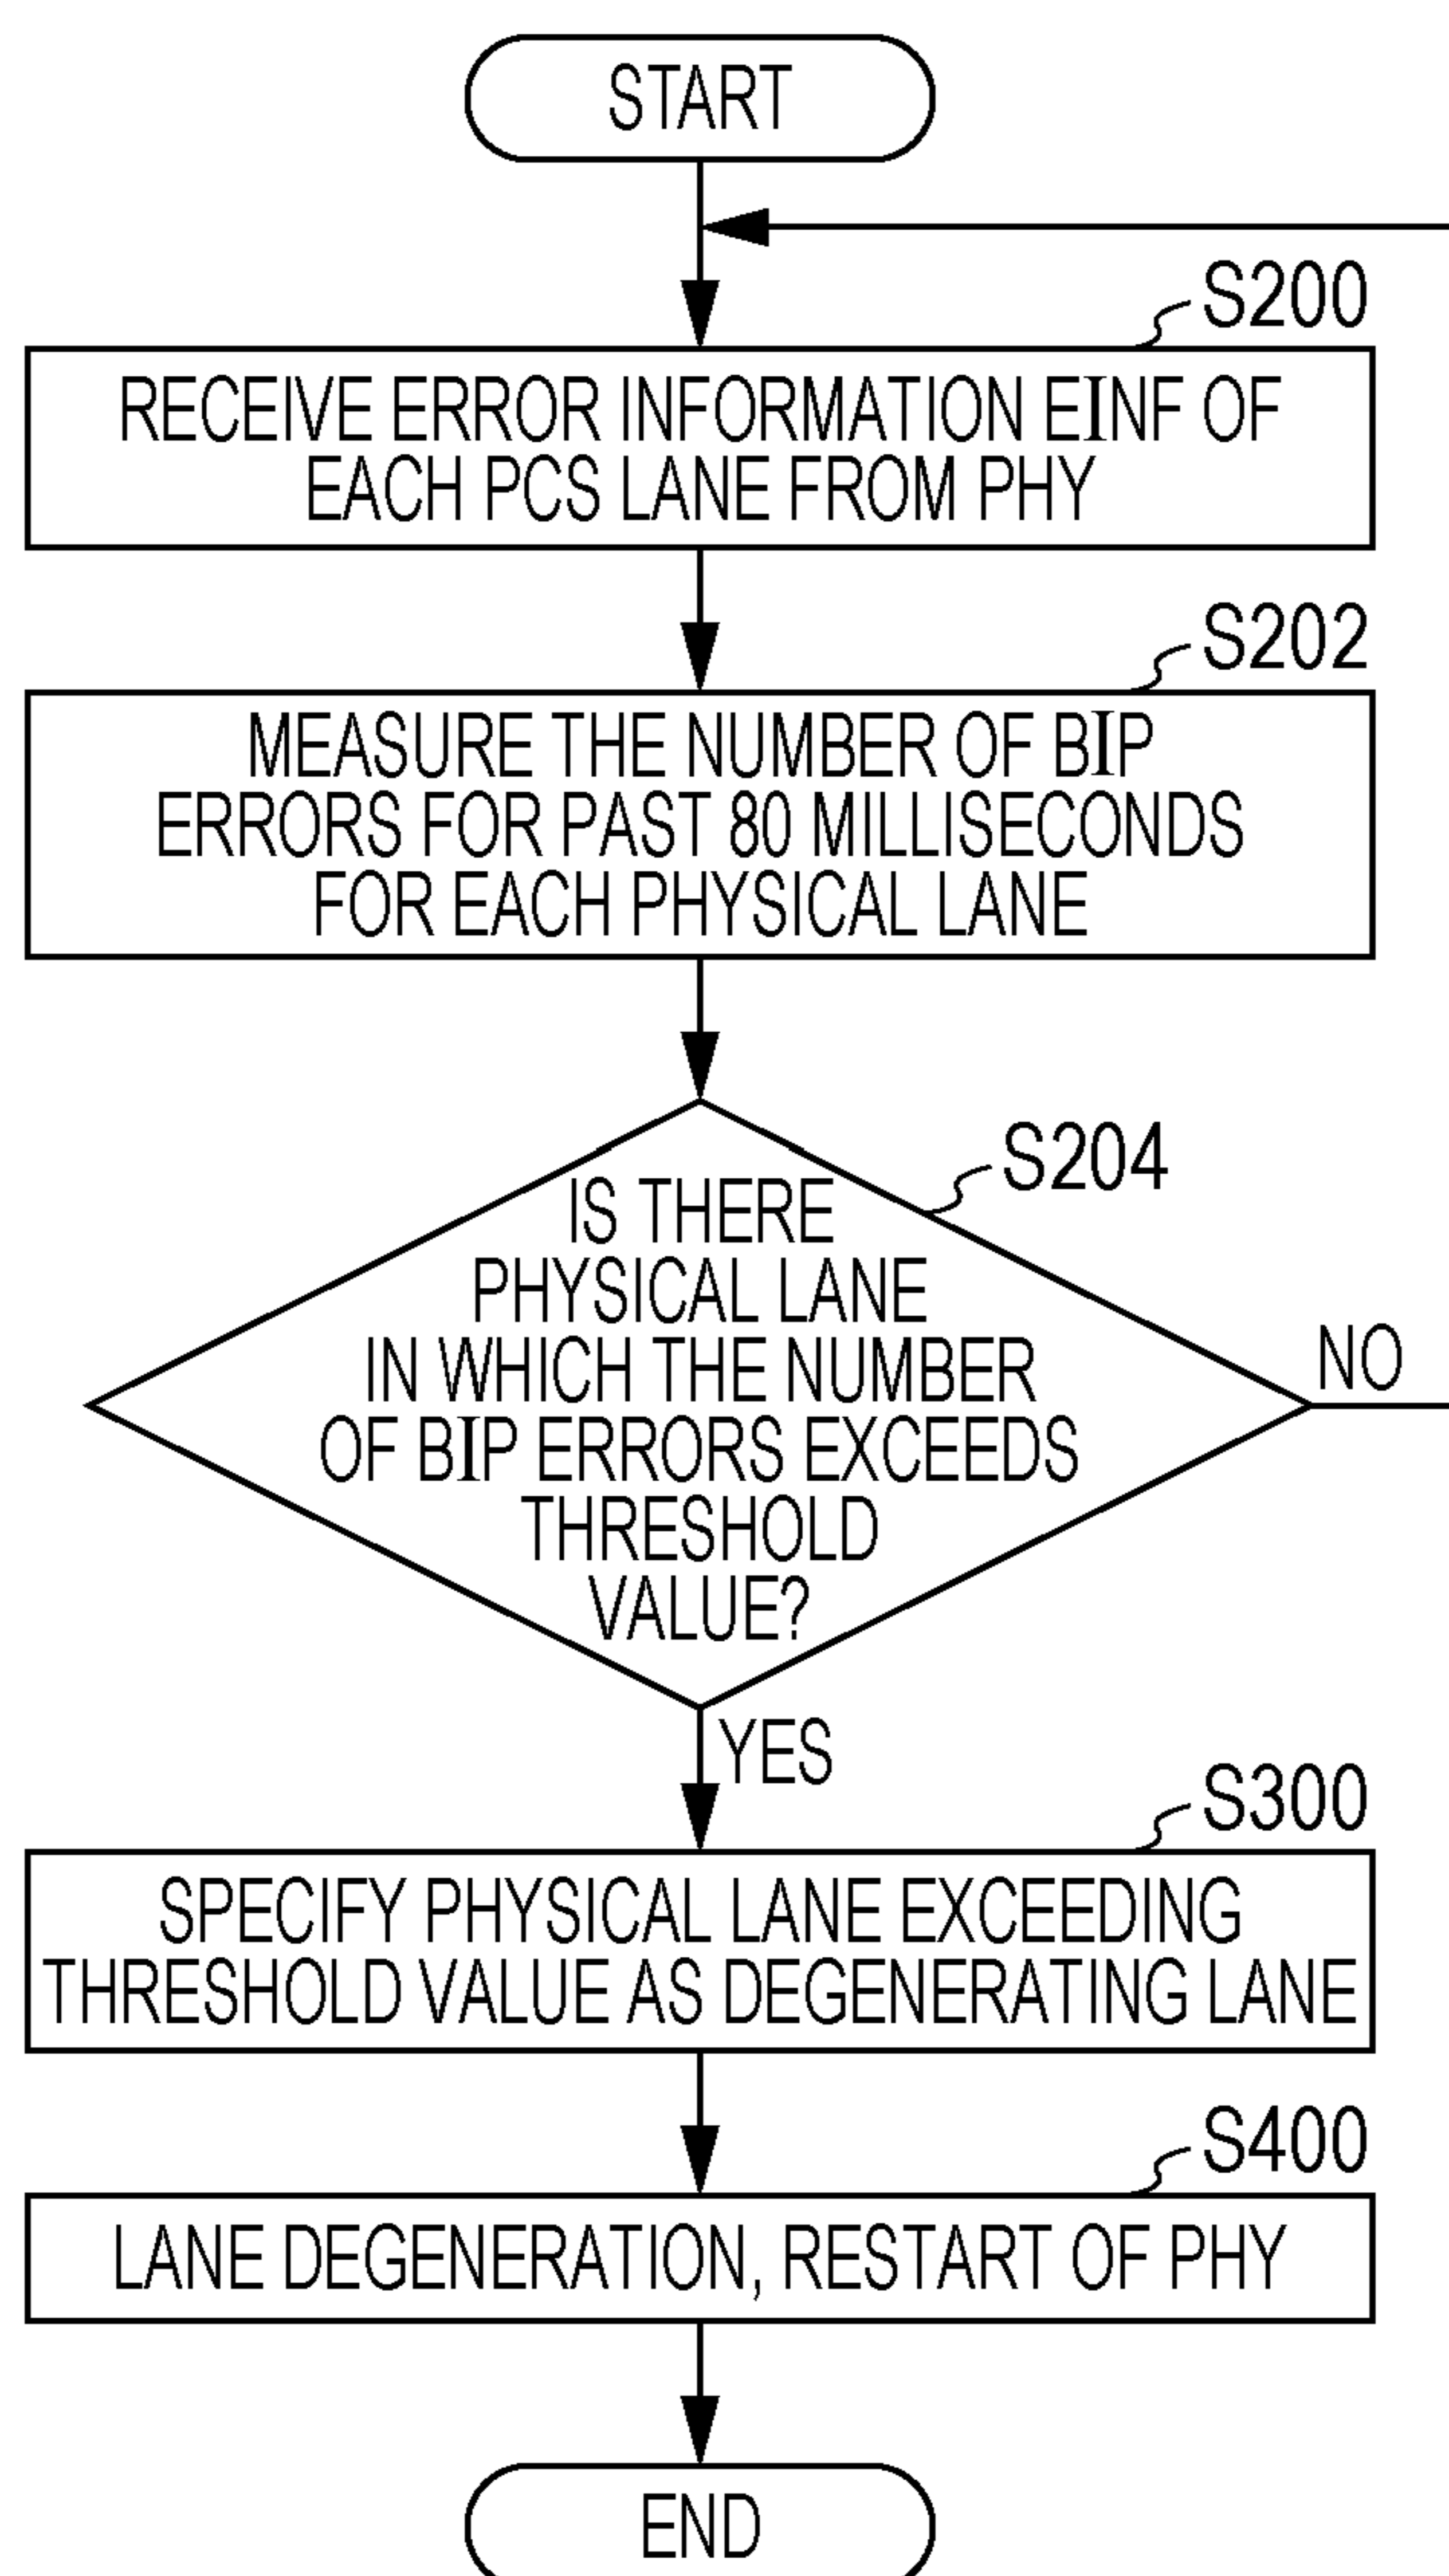 START
S200
RECEIVE ERROR INFORMATION EINF OF
EACH PCS LANE FROM PHY
S202
MEASURE THE NUMBER OF BIP
ERRORS FOR PAST 80 MILLISECONDS
FOR EACH PHYSICAL LANE
S204
IS THERE
PHYSICAL LANE
IN WHICH THE NUMBER
OF BIP ERRORS EXCEEDS
THRESHOLD
VALUE?
NO
YES
S300
SPECIFY PHYSICAL LANE EXCEEDING
THRESHOLD VALUE AS DEGENERATING LANE
S400
LANE DEGENERATION, RESTART OF PHY
END